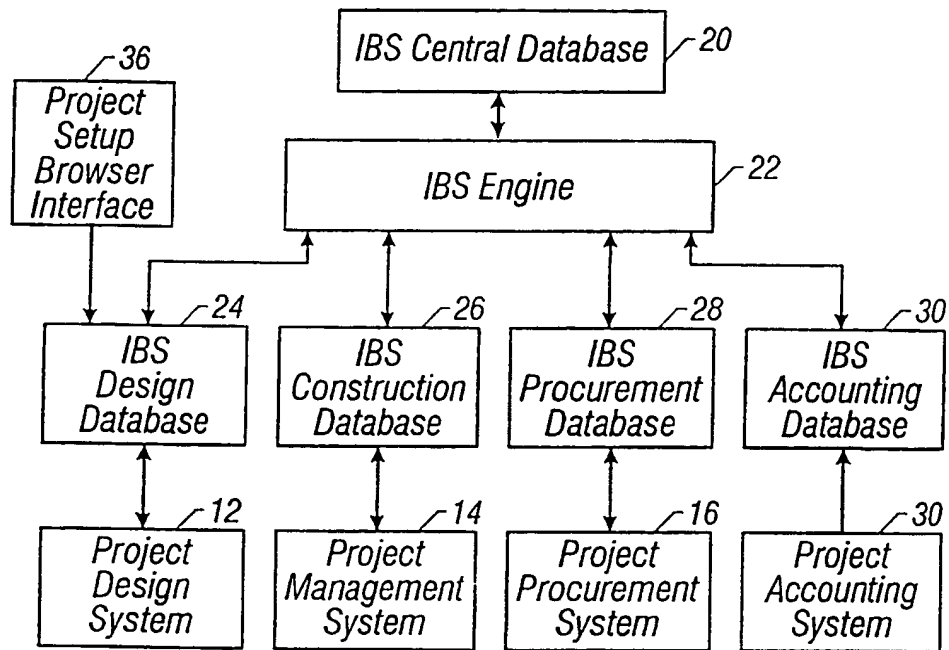 36
Project
Setup
Browser
Interface
IBS Central Database
20
IBS Engine
22
24
IBS
Design
Database
26
IBS
Construction
Database
28
IBS
Procurement
Database
30
IBS
Accounting
Database
12
Project
Design
System
14
Project
Management
System
16
Project
Procurement
System
30
Project
Accounting
System